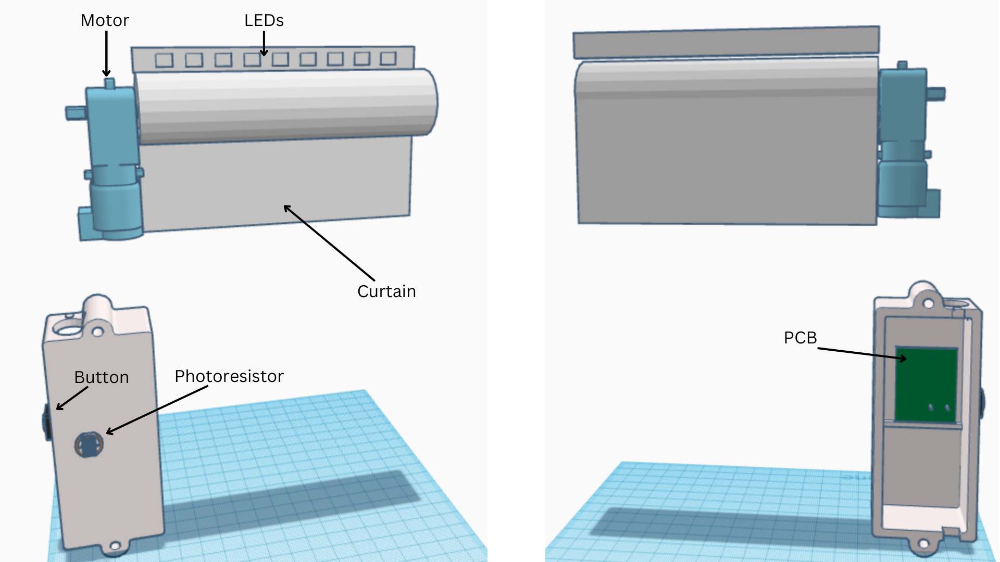 Motor
LEDs
Curtain
Button
Photoresistor
PCB